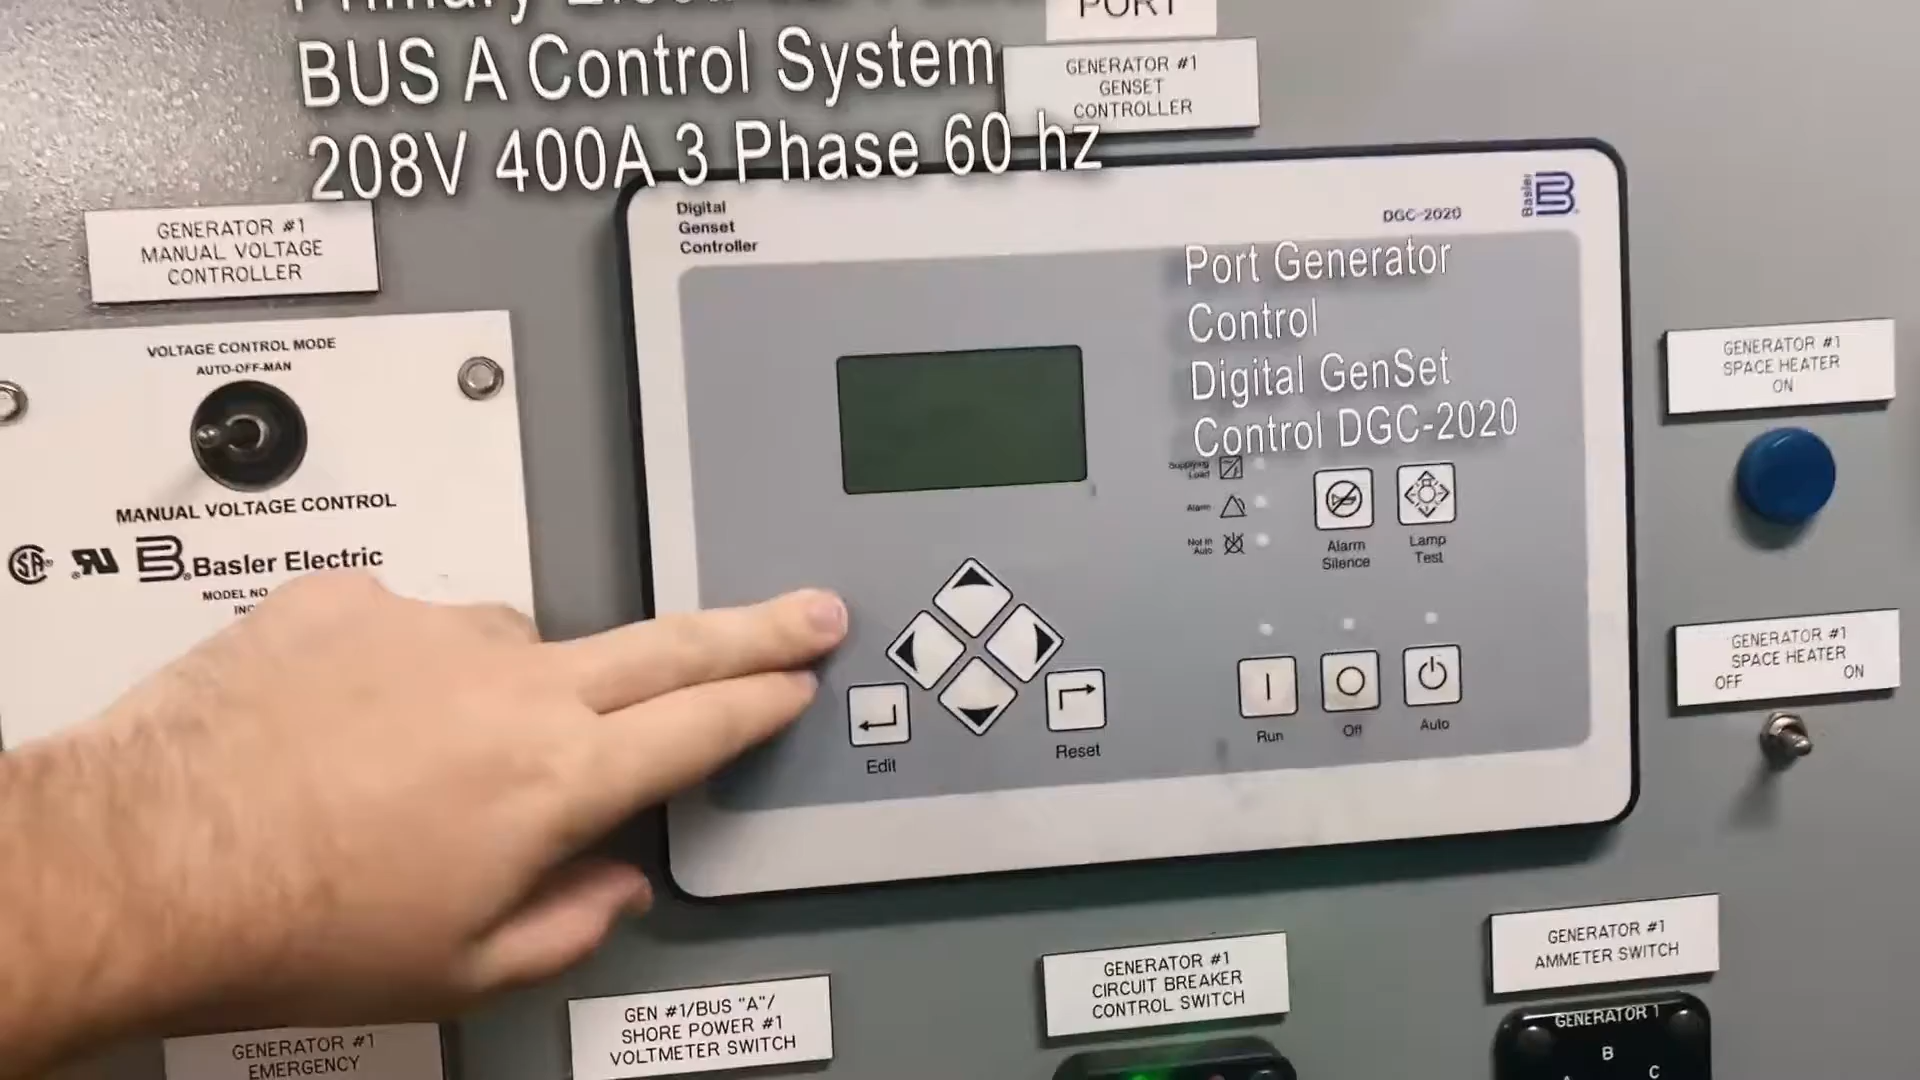 PORT
BUS A Control System
208V 400A 3 Phase 60 hz
GENERATOR #1
GENSET
CONTROLLER
GENERATOR #1
MANUAL VOLTAGE
CONTROLLER
Digital
Genset
Controller
DGC-2020
Basler
Port Generator
Control
Digital GenSet
Control DGC-2020
VOLTAGE CONTROL MODE
AUTO-OFF-MAN
MANUAL VOLTAGE CONTROL
Basler Electric
MODEL NO
GENERATOR #1
SPACE HEATER
ON
Supplying
Load
Alarm
Not in
Auto
Alarm
Silence
Lamp
Test
GENERATOR #1
SPACE HEATER
OFF ON
Edit
Reset
Run
Off
Auto
GENERATOR #1
EMERGENCY
GEN #1/BUS "A"/
SHORE POWER #1
VOLTMETER SWITCH
GENERATOR #1
CIRCUIT BREAKER
CONTROL SWITCH
GENERATOR #1
AMMETER SWITCH
GENERATOR 1
B
C